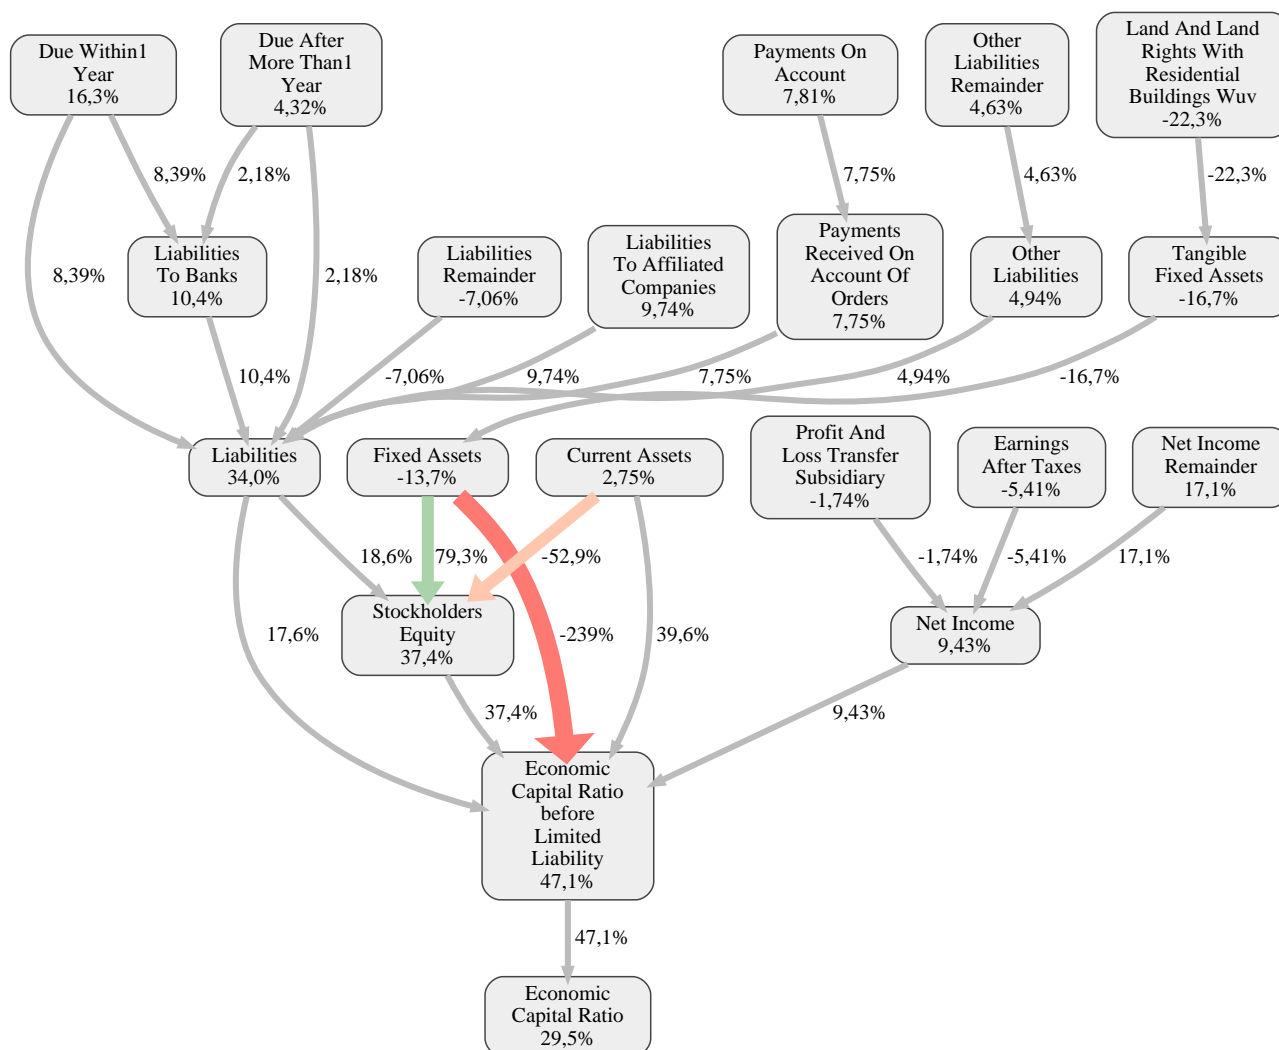 Due Within1
Year
16,3%
Due After
More Than1
Year
4,32%
Payments On
Account
7,81%
Other
Liabilities
Remainder
4,63%
Land And Land
Rights With
Residential
Buildings Wuv
-22,3%
8,39%
2,18%
7,75%
4,63%
-22,3%
Liabilities
To Banks
10,4%
Liabilities
Remainder
-7,06%
Liabilities
To Affiliated
Companies
9,74%
Payments
Received On
Account Of
Orders
7,75%
Other
Liabilities
4,94%
Tangible
Fixed Assets
-16,7%
8,39%
2,18%
10,4%
-7,06%
9,74%
7,75%
4,94%
-16,7%
Liabilities
34,0%
Fixed Assets
-13,7%
Current Assets
2,75%
Profit And
Loss Transfer
Subsidiary
-1,74%
Earnings
After Taxes
-5,41%
Net Income
Remainder
17,1%
18,6%
79,3%
-52,9%
-1,74%
-5,41%
17,1%
Stockholders
Equity
37,4%
Net Income
9,43%
17,6%
-239%
39,6%
37,4%
9,43%
Economic
Capital Ratio
before
Limited
Liability
47,1%
47,1%
Economic
Capital Ratio
29,5%